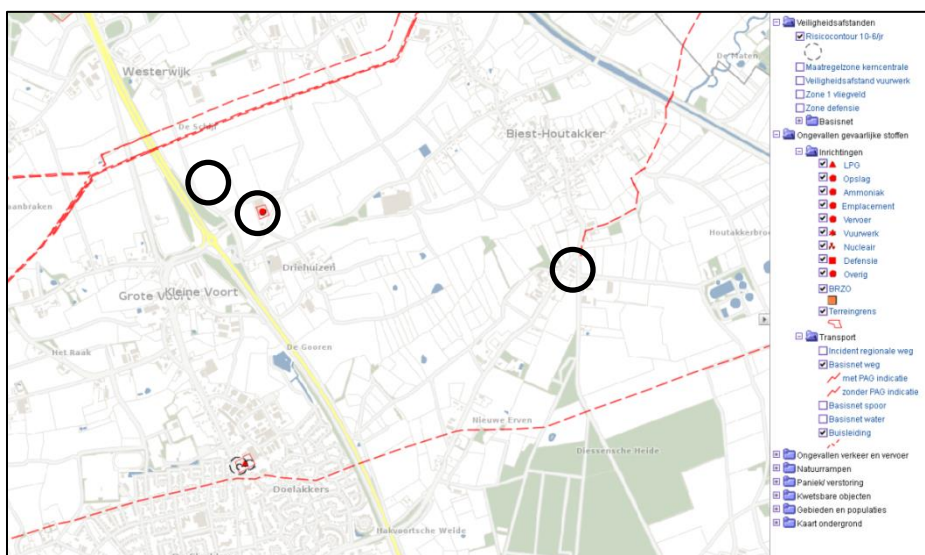 Westerwijk
De Schijf
De Maten
Biest-Houtakker
aanbraken
Houtakkerbroe
Driehuizen
Grote Voort
Kleine Voort
Het Raak
De Gooren
Nieuwe Erven
Diessensche Heide
Doelakkers
Hakvoortsche Weide
Veiligheidsafstanden
Risicocontour 10-6/jr
Maatregelzone kerncentrale
Veiligheidsafstand vuurwerk
Zone 1 vliegveld
Zone defensie
Basisnet
Ongevallen gevaarlijke stoffen
Inrichtingen
LPG
Opslag
Ammoniak
Emplacement
Vervoer
Vuurwerk
Nucleair
Defensie
Overig
BRZO
Terreingrens
Transport
Incident regionale weg
Basisnet weg
met PAG indicatie
zonder PAG indicatie
Basisnet spoor
Basisnet water
Buisleiding
Ongevallen verkeer en vervoer
Natuurrampen
Paniek/verstoring
Kwetsbare objecten
Gebieden en populaties
Kaart ondergrond